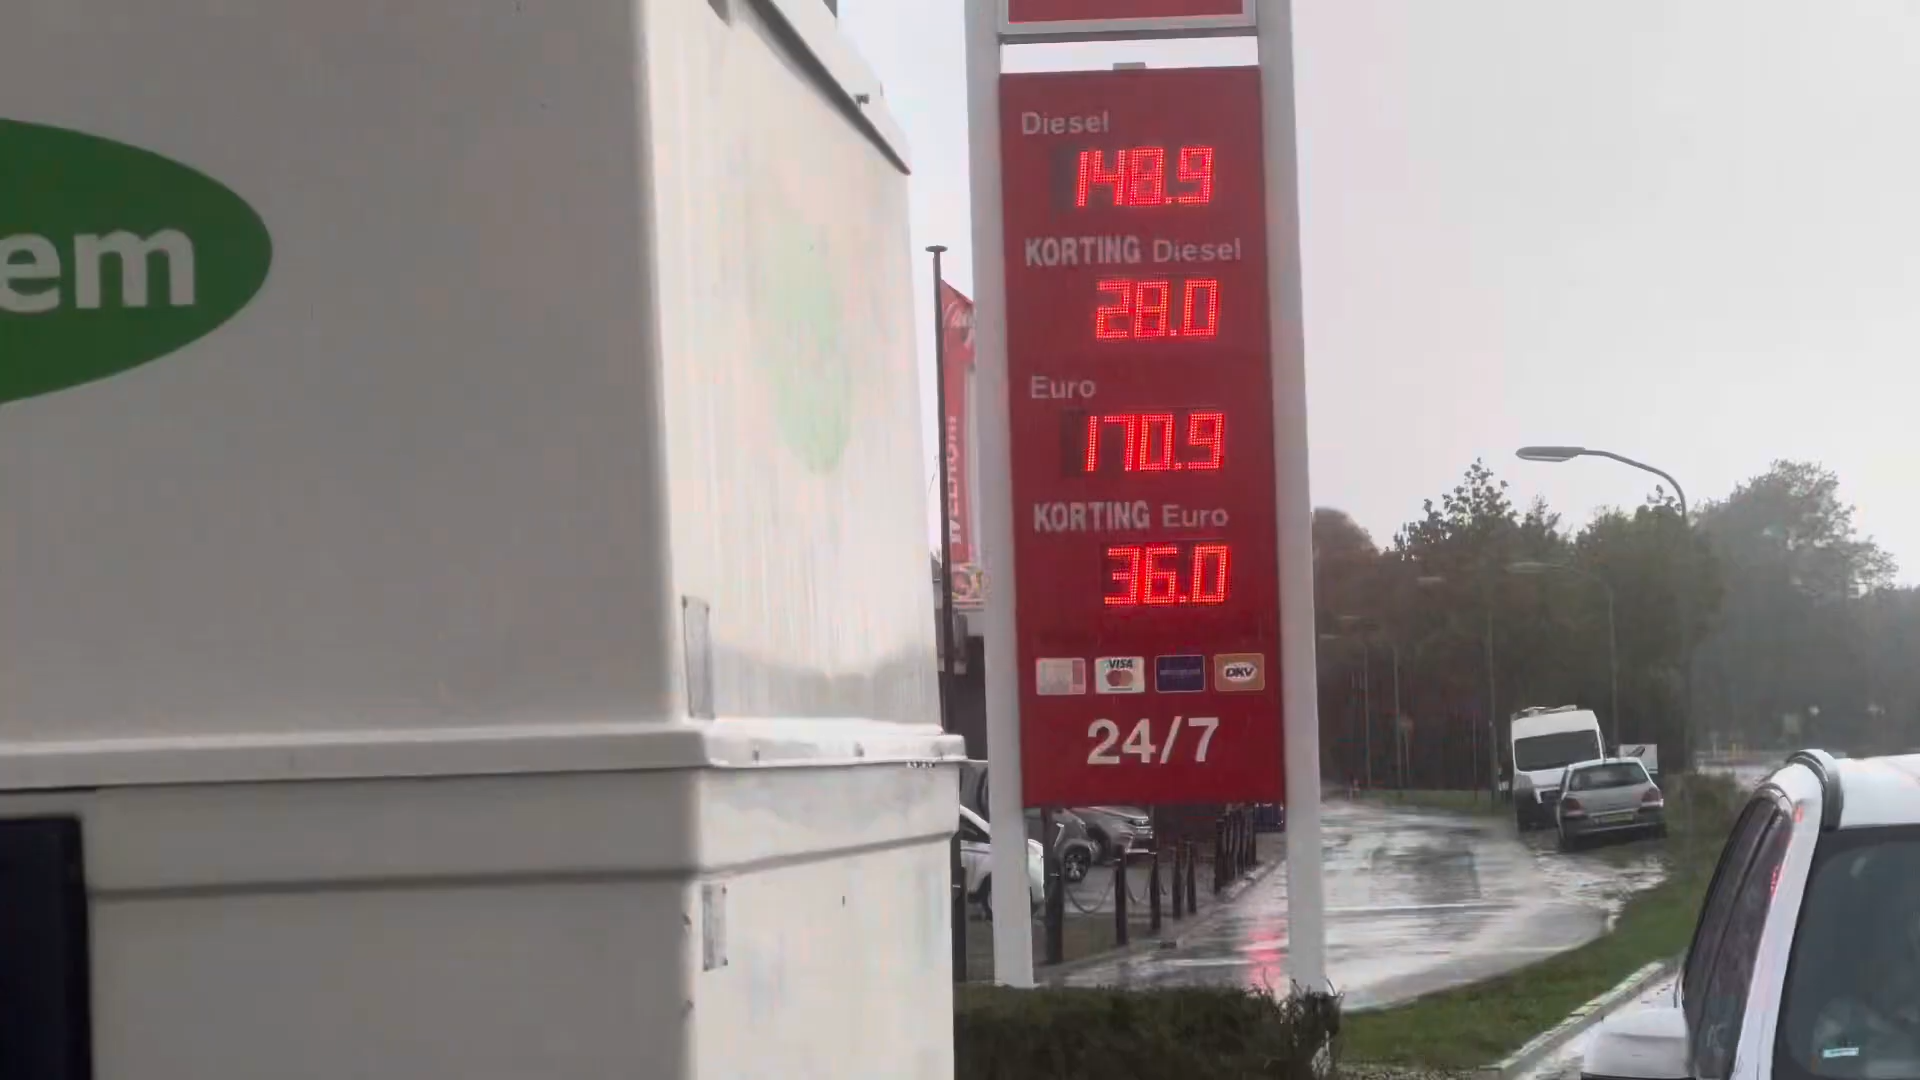 em
Diesel
148.9
KORTING Diesel
28.0
Euro
170.9
KORTING Euro
36.0
VISA
DKV
24/7
WELKOM